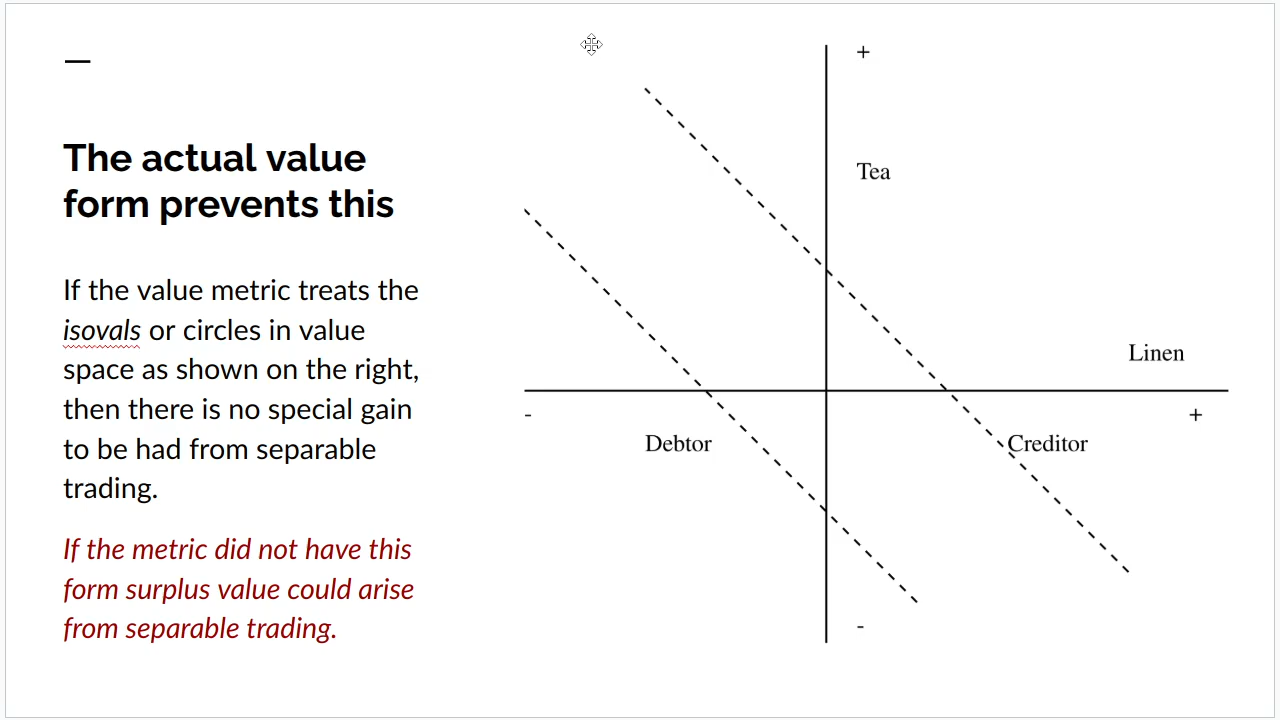 The actual value
form prevents this
If the value metric treats the
isovals or circles in value
space as shown on the right,
then there is no special gain
to be had from separable
trading.
If the metric did not have this
form surplus value could arise
from separable trading.
+
Tea
Linen
-
+
Debtor
Creditor
-